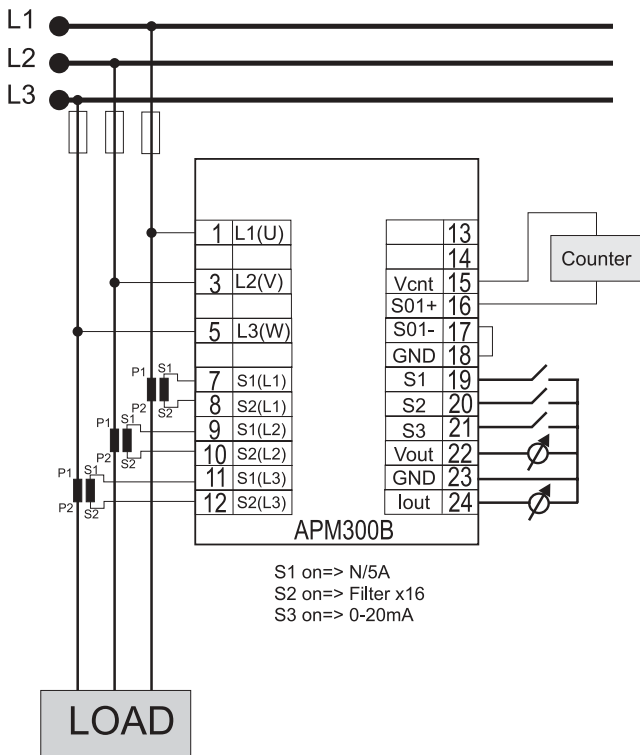 L1
L2
L3
1 L1(U)
3 L2(V)
5 L3(W)
7 S1(L1)
8 S2(L1)
9 S1(L2)
10 S2(L2)
11 S1(L3)
12 S2(L3)
13
14
Vcnt 15
S01+ 16
S01- 17
GND 18
S1 19
S2 20
S3 21
Vout 22
GND 23
Iout 24
Counter
P1 S1
P2 S2
P1 S1
P2 S2
P1 S1
P2 S2
APM300B
S1 on=> N/5A
S2 on=> Filter x16
S3 on=> 0-20mA
LOAD